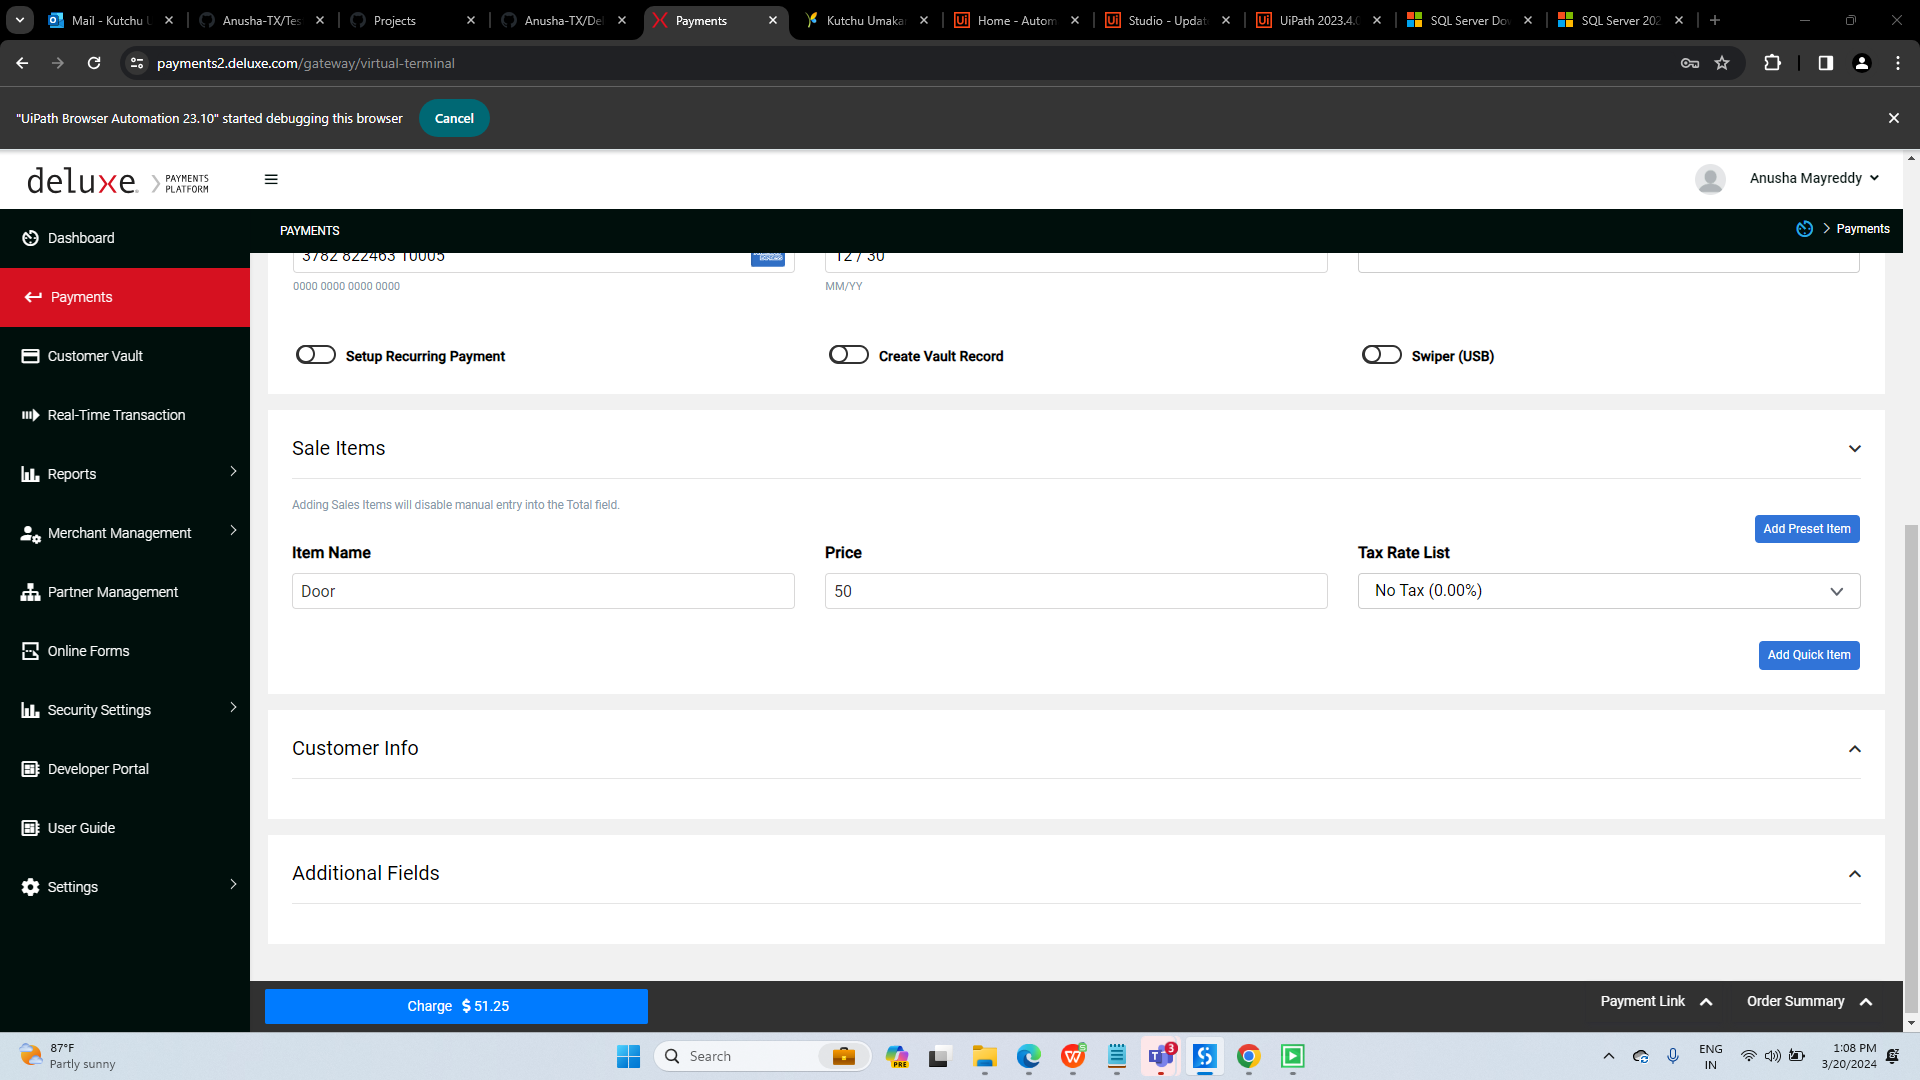 Mail - Kutchu U
Anusha-TX/Tes
Projects
Anusha-TX/Del
Payments
Kutchu Umakan
Home - Autom
Studio - Updat
UiPath 2023.4.0
SQL Server Do
SQL Server 202
payments2.deluxe.com/gateway/virtual-terminal
"UiPath Browser Automation 23.10" started debugging this browser
Cancel
deluxe. PAYMENTS
PLATFORM
Anusha Mayreddy
Dashboard
Payments
Customer Vault
Real-Time Transaction
Reports
Merchant Management
Partner Management
Online Forms
Security Settings
Developer Portal
User Guide
Settings
PAYMENTS
Payments
3782 822463 10005
12 / 30
0000 0000 0000 0000
MM/YY
Setup Recurring Payment
Create Vault Record
Swiper (USB)
Sale Items
Adding Sales Items will disable manual entry into the Total field.
Add Preset Item
Item Name
Price
Tax Rate List
Door
50
No Tax (0.00%)
Add Quick Item
Customer Info
Additional Fields
Charge $ 51.25
Payment Link
Order Summary
87°F
Partly sunny
Search
PRE
3
ENG
IN
1:08 PM
3/20/2024